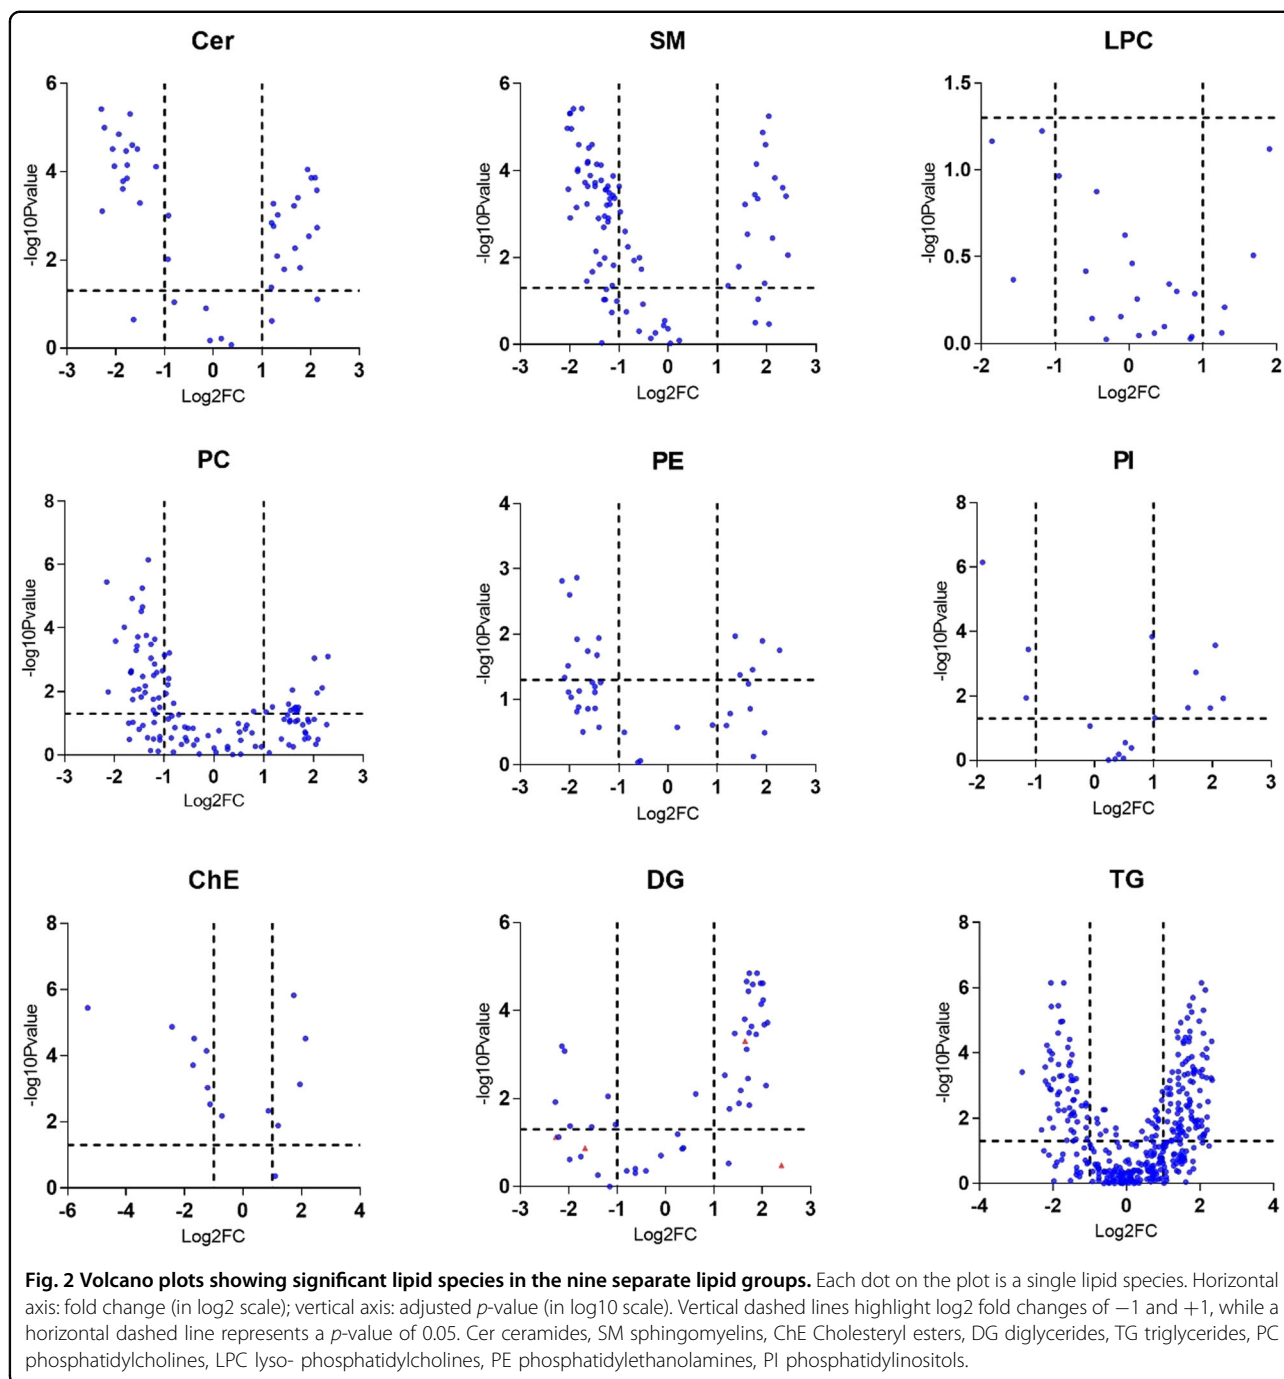 Cer
6
4
2
0
-log10Pvalue
-3 -2 -1 0 1 2 3
Log2FC
SM
6
4
2
0
-log10Pvalue
-3 -2 -1 0 1 2 3
Log2FC
LPC
1.5
1.0
0.5
0.0
-log10Pvalue
-2 -1 0 1 2
Log2FC
PC
8
6
4
2
0
-log10Pvalue
-3 -2 -1 0 1 2 3
Log2FC
PE
4
3
2
1
0
-log10Pvalue
-3 -2 -1 0 1 2 3
Log2FC
PI
8
6
4
2
0
-log10Pvalue
-2 -1 0 1 2 3
Log2FC
ChE
8
6
4
2
0
-log10Pvalue
-6 -4 -2 0 2 4
Log2FC
DG
6
4
2
0
-log10Pvalue
-3 -2 -1 0 1 2 3
Log2FC
TG
8
6
4
2
0
-log10Pvalue
-4 -2 0 2 4
Log2FC
Fig. 2 Volcano plots showing significant lipid species in the nine separate lipid groups. Each dot on the plot is a single lipid species. Horizontal
axis: fold change (in log2 scale); vertical axis: adjusted p-value (in log10 scale). Vertical dashed lines highlight log2 fold changes of −1 and +1, while a
horizontal dashed line represents a p-value of 0.05. Cer ceramides, SM sphingomyelins, ChE Cholesteryl esters, DG diglycerides, TG triglycerides, PC
phosphatidylcholines, LPC lyso- phosphatidylcholines, PE phosphatidylethanolamines, PI phosphatidylinositols.